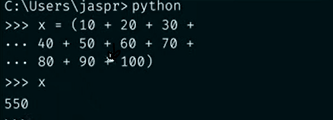 C:\Users\jaspr>python
>>> x = (10 + 20 + 30 +
... 40 + 50 + 60 + 70 +
... 80 + 90 + 100)
>>> x
550